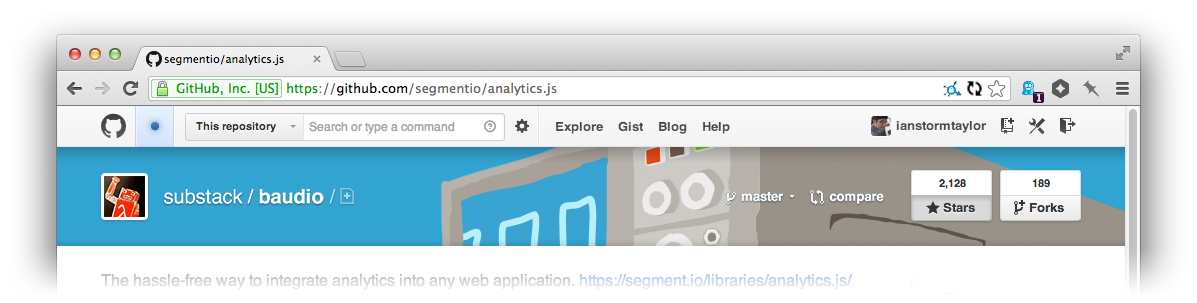 segmentio/analytics.js
GitHub, Inc. [US] https://github.com/segmentio/analytics.js
1
This repository Search or type a command Explore Gist Blog Help ianstormtaylor
substack / baudio / master compare 2,128 Stars 189 Forks
The hassle-free way to integrate analytics into any web application. https://segment.io/libraries/analytics.js/